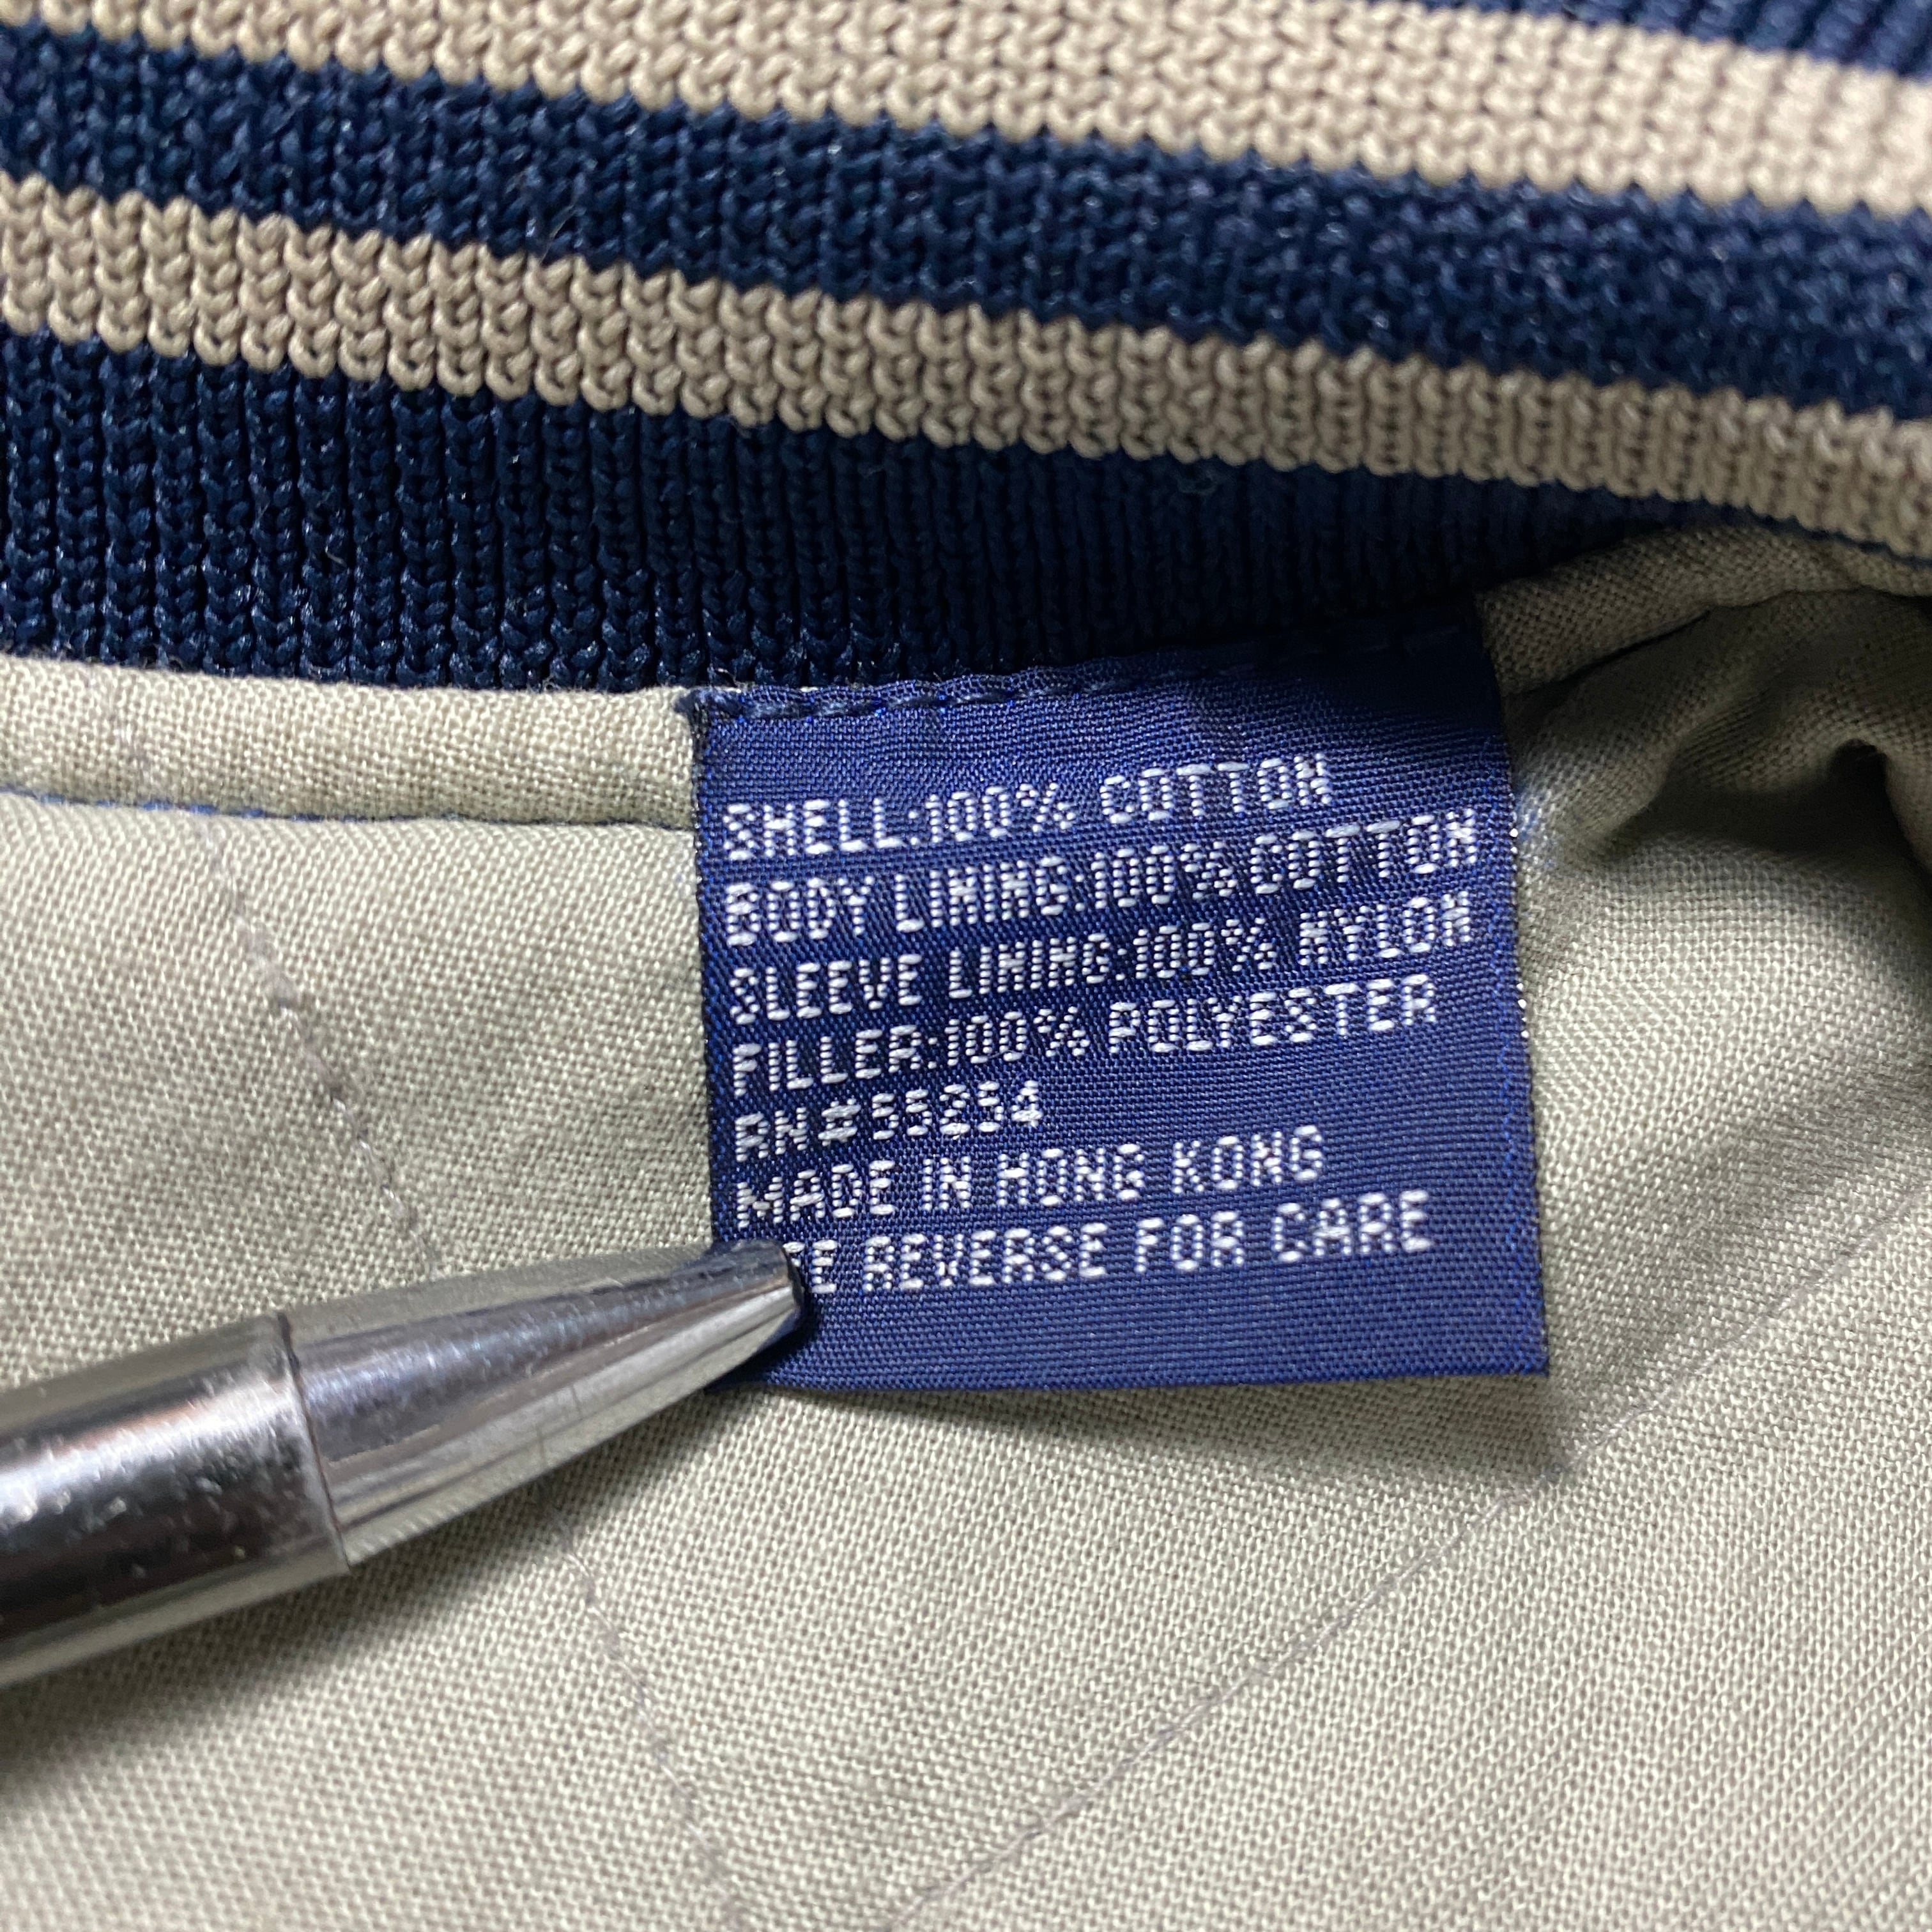 SHELL:100% COTTON
BODY LINING:100% COTTON
SLEEVE LINING:100% NYLON
FILLER:100% POLYESTER
RN#55254
MADE IN HONG KONG
REVERSE FOR CARE